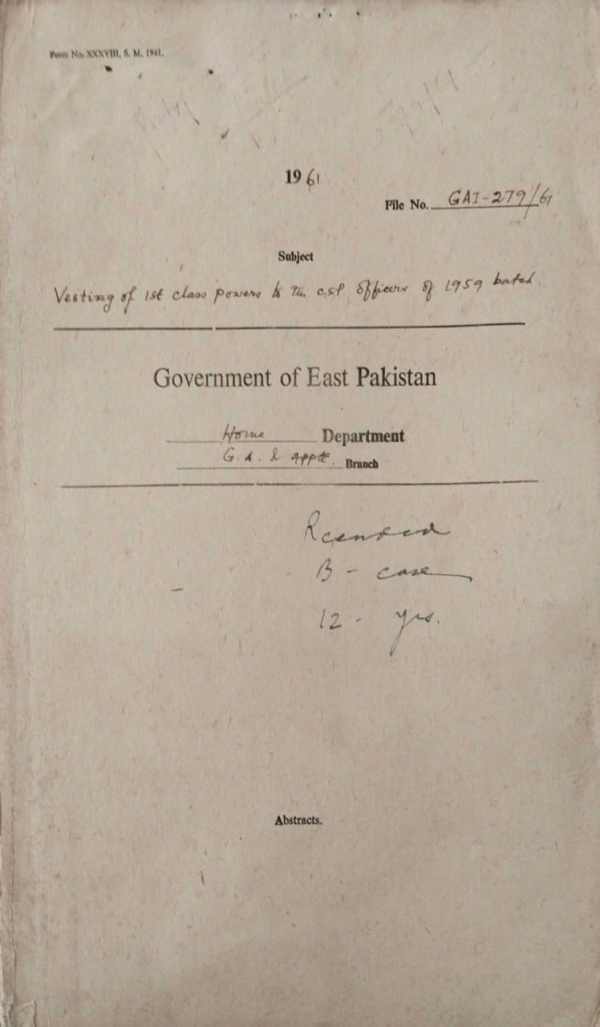 Form No. XXXVIII, S. M. 1941.
1961
File No. GAI-279/61
Subject
Vesting of 1st class powers to the C.S.P officers of 1959 batch.
Government of East Pakistan
Home Department
G.A. & Apptt. Branch
Recorded
B - case
12 - yrs.
Abstracts.